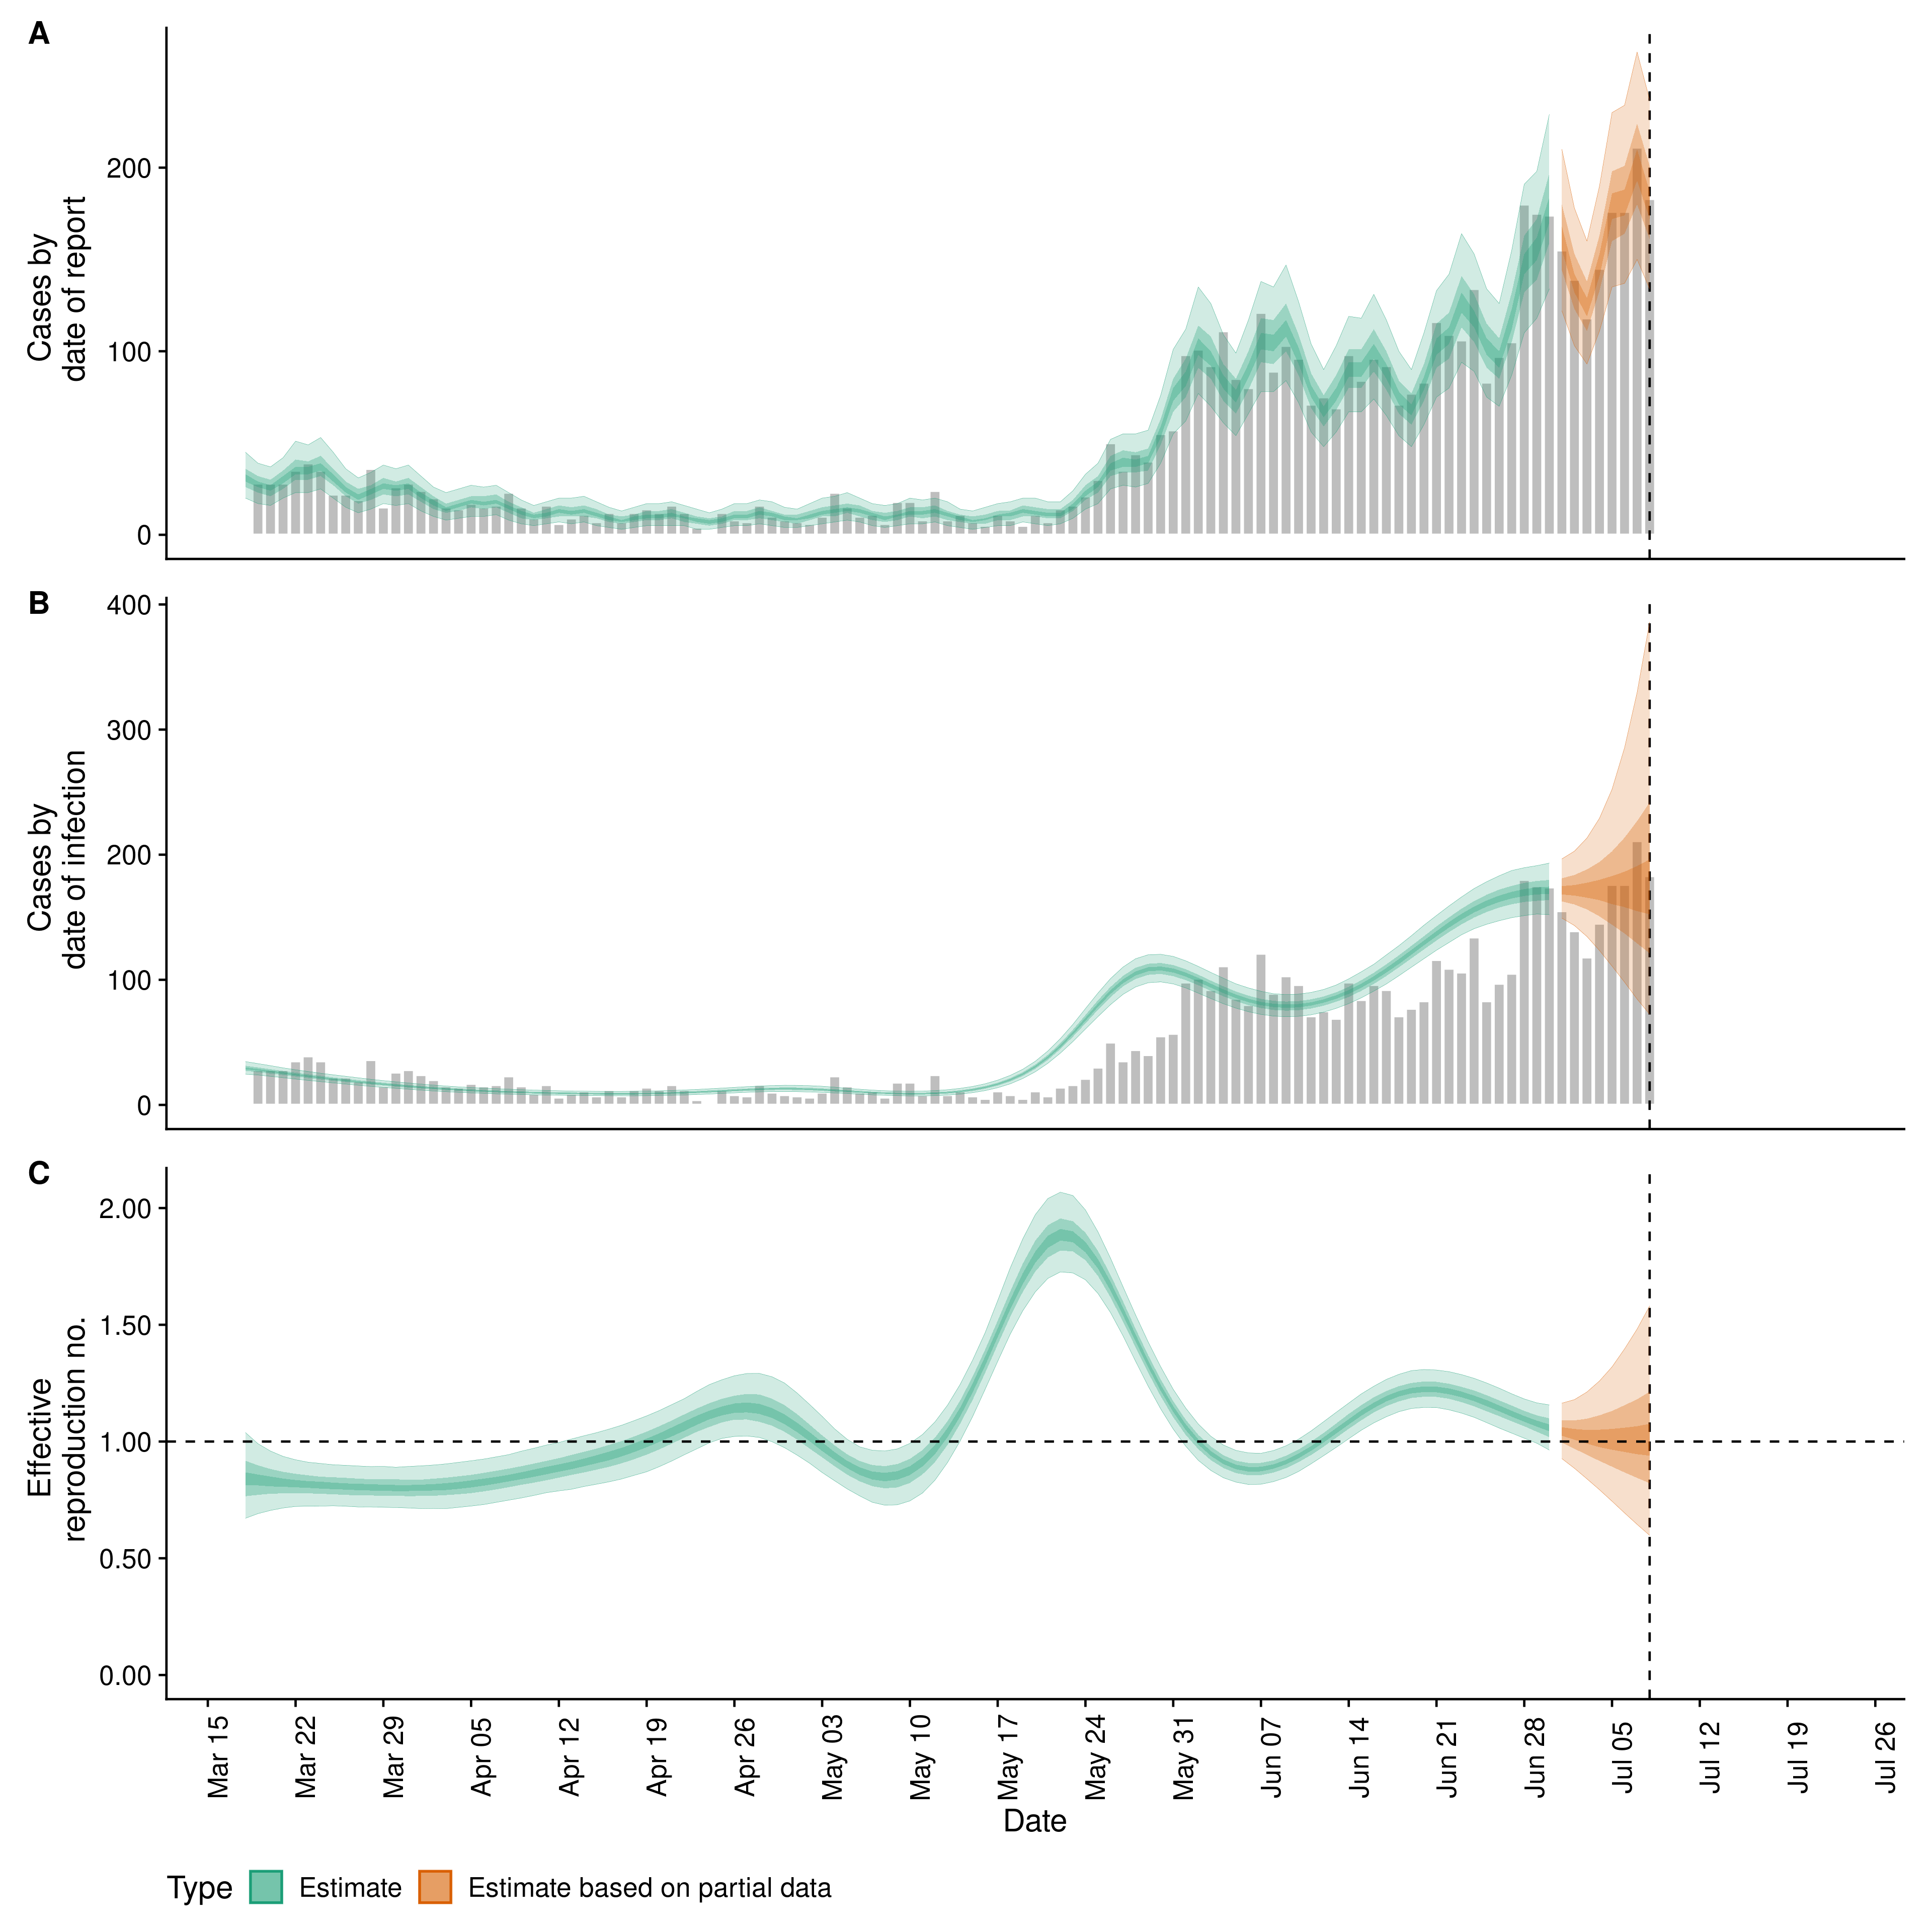 A
Cases by
date of report
200
100
0
B
Cases by
date of infection
400
300
200
100
0
C
Effective
reproduction no.
2.00
1.50
1.00
0.50
0.00
Mar 15
Mar 22
Mar 29
Apr 05
Apr 12
Apr 19
Apr 26
May 03
May 10
May 17
May 24
May 31
Jun 07
Jun 14
Jun 21
Jun 28
Jul 05
Jul 12
Jul 19
Jul 26
Date
Type Estimate Estimate based on partial data